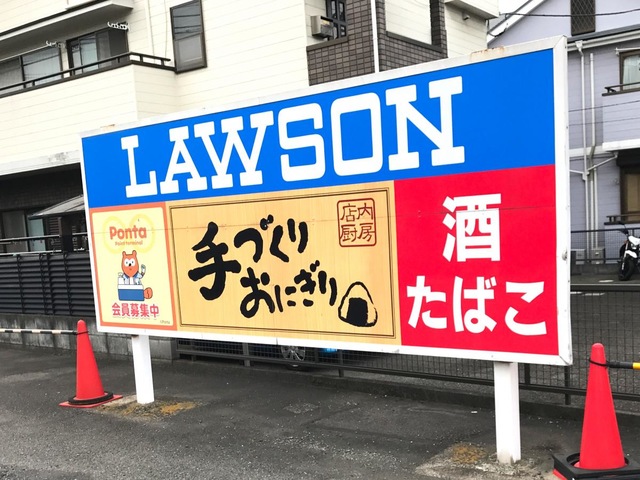 LAWSON
Ponta
会員募集中
手づくり
おにぎり
店内
厨房
酒
たばこ